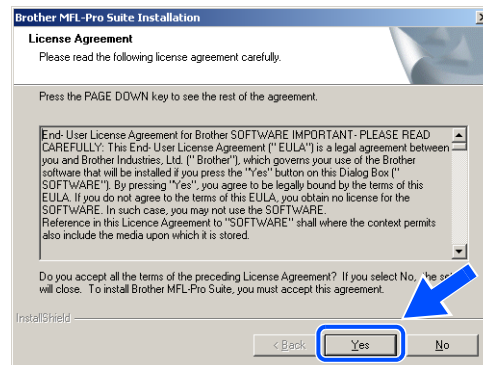 Brother MFL-Pro Suite Installation
License Agreement
Please read the following license agreement carefully.
Press the PAGE DOWN key to see the rest of the agreement.
End- User License Agreement for Brother SOFTWARE IMPORTANT- PLEASE READ
CAREFULLY: This End- User License Agreement (" EULA") is a legal agreement between
you and Brother Industries, Ltd. (" Brother"), which governs your use of the Brother
software that will be installed if you press the "Yes" button on this Dialog Box ("
SOFTWARE"). By pressing "Yes", you agree to be legally bound by the terms of this
EULA. If you do not agree to the terms of this EULA, you obtain no license for the
SOFTWARE. In such case, you may not use the SOFTWARE.
Reference in this Licence Agreement to "SOFTWARE" shall where the context permits
also include the media upon which it is stored.
Do you accept all the terms of the preceding License Agreement? If you select No,
will close. To install Brother MFL-Pro Suite, you must accept this agreement.
InstallShield
< Back
Yes
No